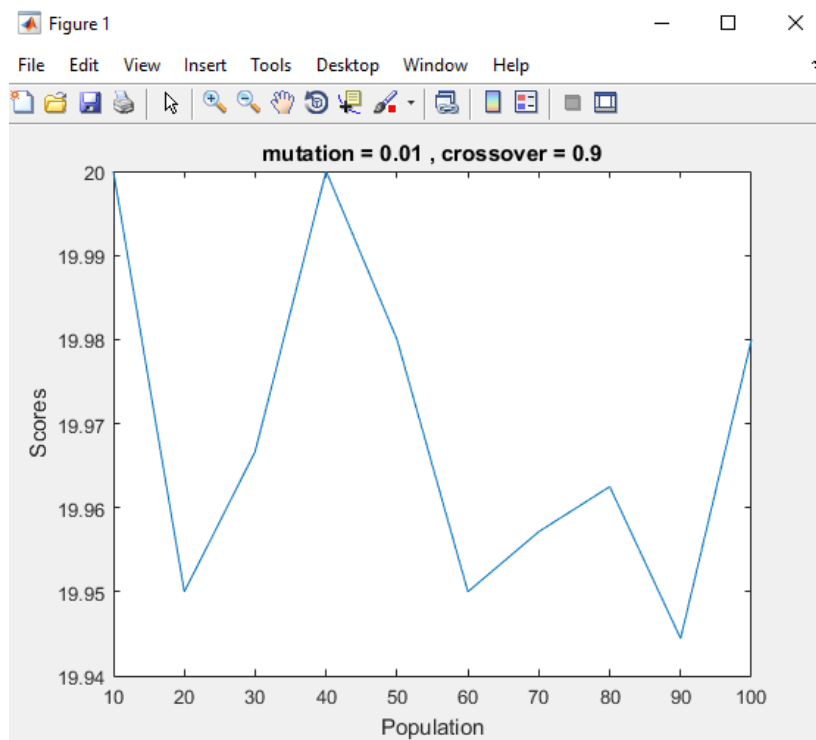 Figure 1
File Edit View Insert Tools Desktop Window Help
mutation = 0.01 , crossover = 0.9
20
19.99
19.98
19.97
19.96
19.95
19.94
Scores
10 20 30 40 50 60 70 80 90 100
Population